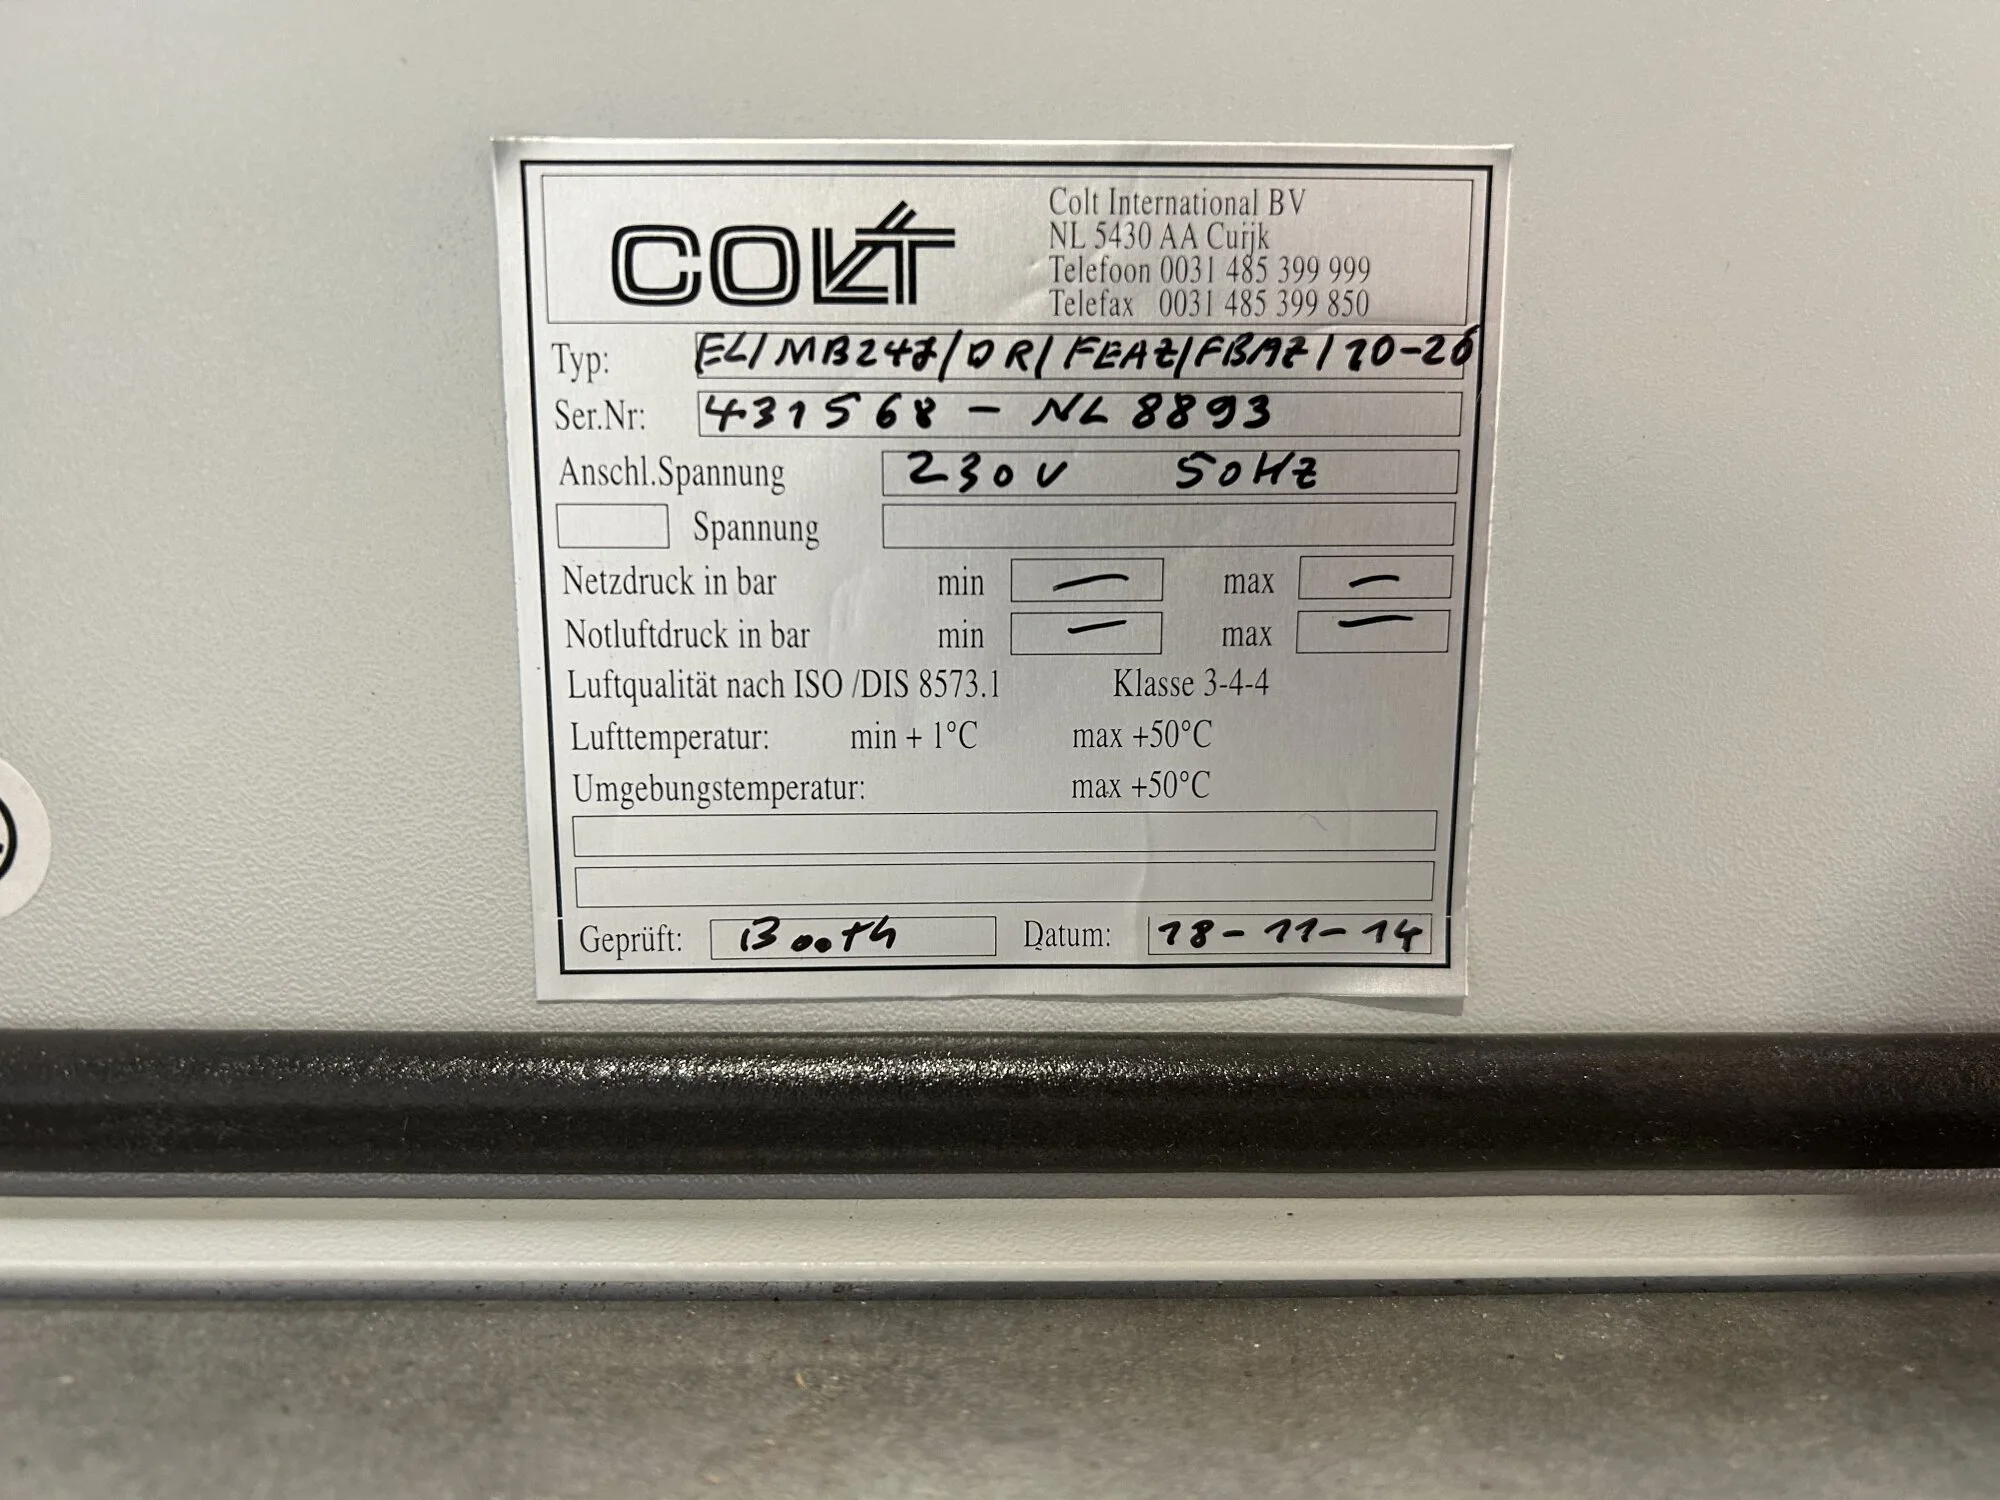 COLT
Colt International BV
NL 5430 AA Cuijk
Telefoon 0031 485 399 999
Telefax 0031 485 399 850
Typ: EL/MB247/DR/FEAZ/FBAZ/10-26
Ser.Nr: 431568 - NL 8893
Anschl.Spannung 230V 50HZ
Spannung
Netzdruck in bar min — max —
Notluftdruck in bar min — max —
Luftqualität nach ISO /DIS 8573.1 Klasse 3-4-4
Lufttemperatur: min + 1°C max +50°C
Umgebungstemperatur: max +50°C
Geprüft: Booth Datum: 18-11-14